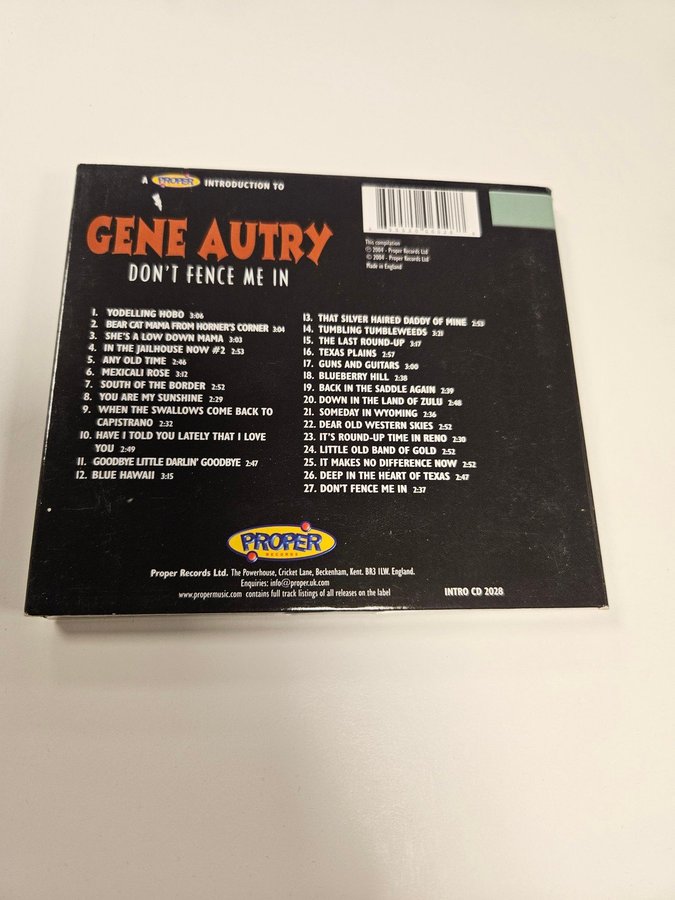 A PROPER INTRODUCTION TO
GENE AUTRY
DON'T FENCE ME IN
This compilation
℗ 2004 - Proper Records Ltd
© 2004 - Proper Records Ltd
Made in England
1. YODELLING HOBO 3:06
2. BEAR CAT MAMA FROM HORNER'S CORNER 3:04
3. SHE'S A LOW DOWN MAMA 3:03
4. IN THE JAILHOUSE NOW #2 2:53
5. ANY OLD TIME 2:46
6. MEXICALI ROSE 3:12
7. SOUTH OF THE BORDER 2:52
8. YOU ARE MY SUNSHINE 2:29
9. WHEN THE SWALLOWS COME BACK TO
CAPISTRANO 2:32
10. HAVE I TOLD YOU LATELY THAT I LOVE
YOU 2:49
11. GOODBYE LITTLE DARLIN' GOODBYE 2:47
12. BLUE HAWAII 3:15
13. THAT SILVER HAIRED DADDY OF MINE 2:53
14. TUMBLING TUMBLEWEEDS 3:21
15. THE LAST ROUND-UP 3:17
16. TEXAS PLAINS 2:57
17. GUNS AND GUITARS 3:00
18. BLUEBERRY HILL 2:38
19. BACK IN THE SADDLE AGAIN 2:39
20. DOWN IN THE LAND OF ZULU 2:48
21. SOMEDAY IN WYOMING 2:36
22. DEAR OLD WESTERN SKIES 2:52
23. IT'S ROUND-UP TIME IN RENO 2:30
24. LITTLE OLD BAND OF GOLD 2:52
25. IT MAKES NO DIFFERENCE NOW 2:52
26. DEEP IN THE HEART OF TEXAS 2:47
27. DON'T FENCE ME IN 2:37
PROPER
RECORDS
Proper Records Ltd. The Powerhouse, Cricket Lane, Beckenham, Kent. BR3 1LW. England.
Enquiries: info@proper.uk.com
www.propermusic.com contains full track listings of all releases on the label
INTRO CD 2028